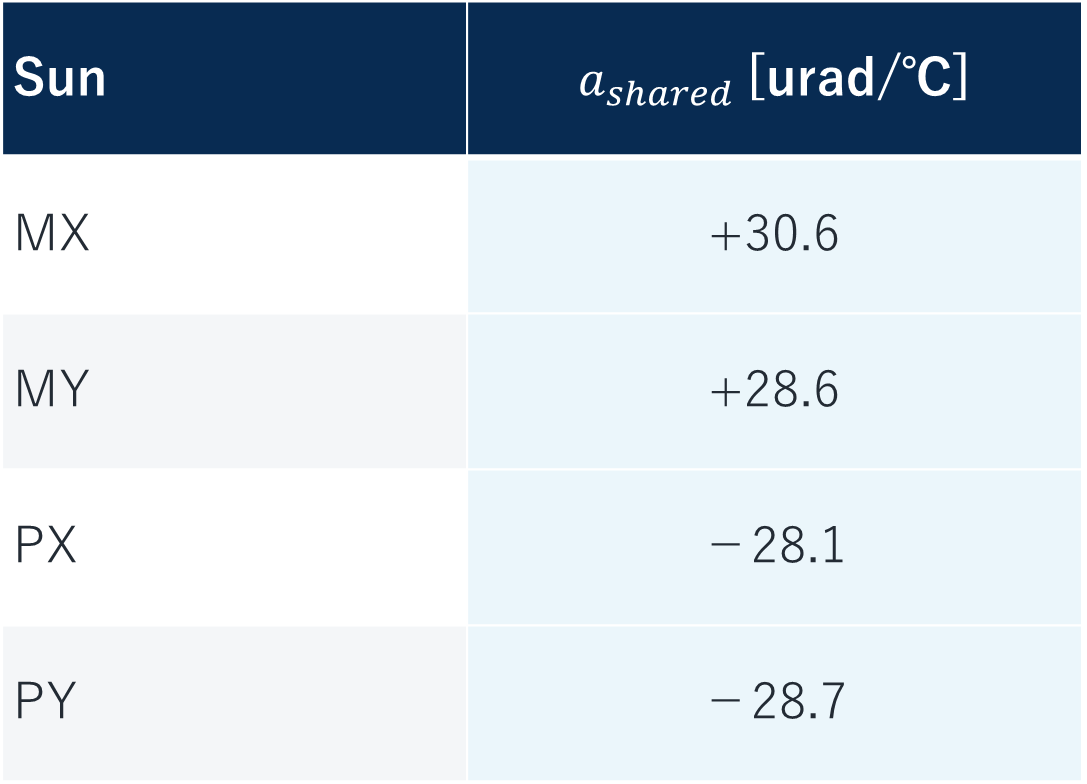 Sun a_shared [urad/℃]
MX +30.6
MY +28.6
PX −28.1
PY −28.7